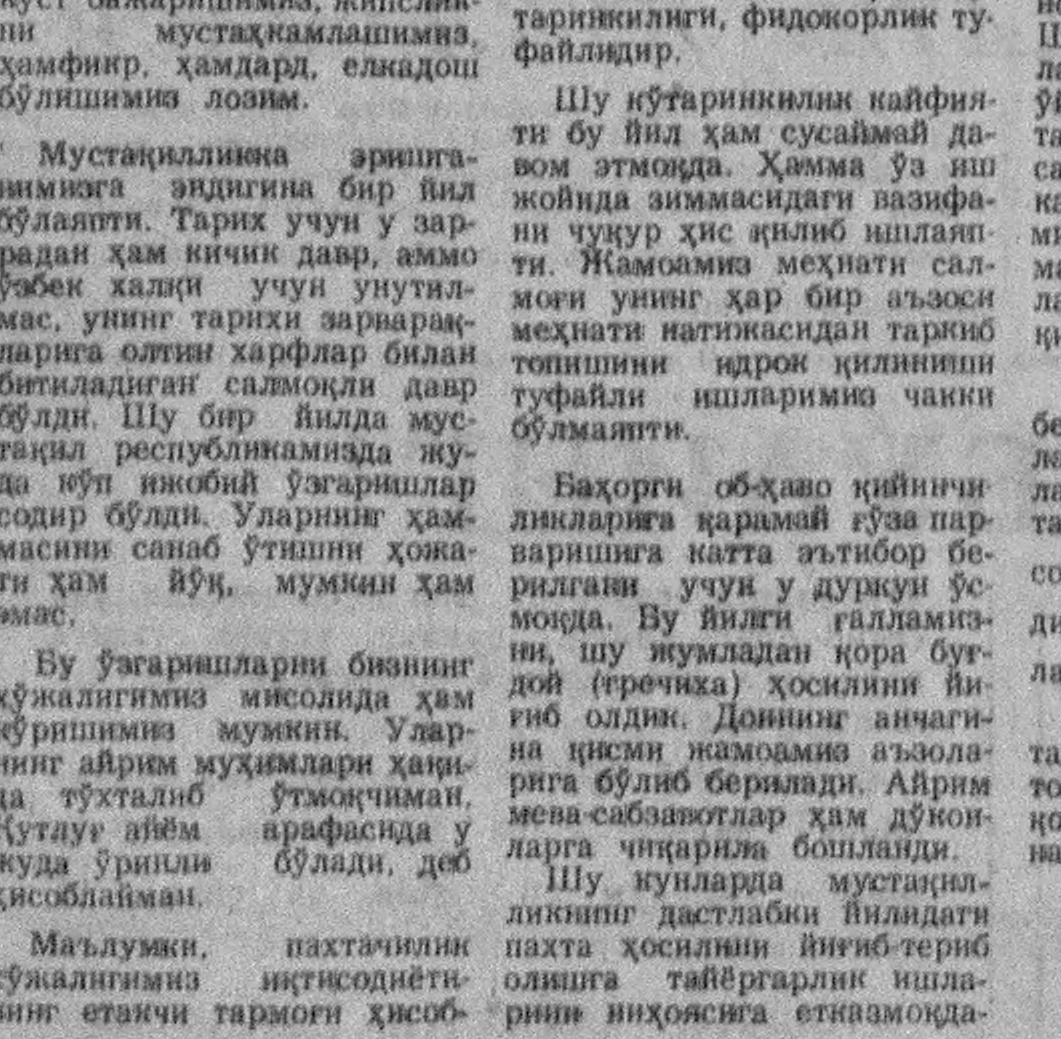 ни мустаҳкамлашимиз,
ҳамфикр, ҳамдард, елкадош
бўлишимиз лозим.
Мустақилликка эришга-
нимизга эндигина бир йил
бўлаяпти. Тарих учун у зар-
радан ҳам кичик давр, аммо
ўзбек халқи учун унутил-
мас, унинг тарихи зарварақ-
ларига олтин харфлар билан
битиладиган салмоқли давр
бўлди. Шу бир йилда мус-
тақил республикамизда жу-
да кўп ижобий ўзгаришлар
содир бўлди. Уларнинг ҳам-
масини санаб ўтишни ҳожа-
ти ҳам йўқ, мумкин ҳам
эмас.
Бу ўзгаришларни бизнинг
хўжалигимиз мисолида ҳам
кўришимиз мумкин. Улар-
нинг айрим муҳимлари ҳақи-
да тўхталиб ўтмоқчиман.
Қутлуғ айём арафасида у
жуда ўринли бўлади, деб
ҳисоблайман.
Маълумки, пахтачилик
хўжалигимиз иқтисодиёти-
нинг етакчи тармоғи ҳисоб-
таринкилиги, фидокорлик ту-
файлидир.
Шу кўтаринкилик кайфия-
ти бу йил ҳам сусаймай да-
вом этмоқда. Ҳамма ўз иш
жойида зиммасидаги вазифа-
ни чуқур ҳис қилиб ишлаяп-
ти. Жамоамиз меҳнати сал-
моғи унинг ҳар бир аъзоси
меҳнати натижасидан таркиб
топишини идрок қилиниши
туфайли ишларимиз чакки
бўлмаяпти.
Баҳорги об-ҳаво қийинчи
ликларига қарамай ғўза пар-
варишига катта эътибор бе-
рилгани учун у дуркун ўс-
моқда. Бу йилги ғалламиз-
ни, шу жумладан қора буғ-
дой (гречиха) ҳосилини йи-
ғиб олдик. Доннинг анчаги-
на қисми жамоамиз аъзола-
рига бўлиб берилади. Айрим
мева-сабзавотлар ҳам дўкон-
ларга чиқарила бошланди.
Шу кунларда мустақил-
ликнинг дастлабки йилидаги
пахта ҳосилини йиғиб-териб
олишга тайёргарлик ишла-
рини ниҳоясига етказмоқда-